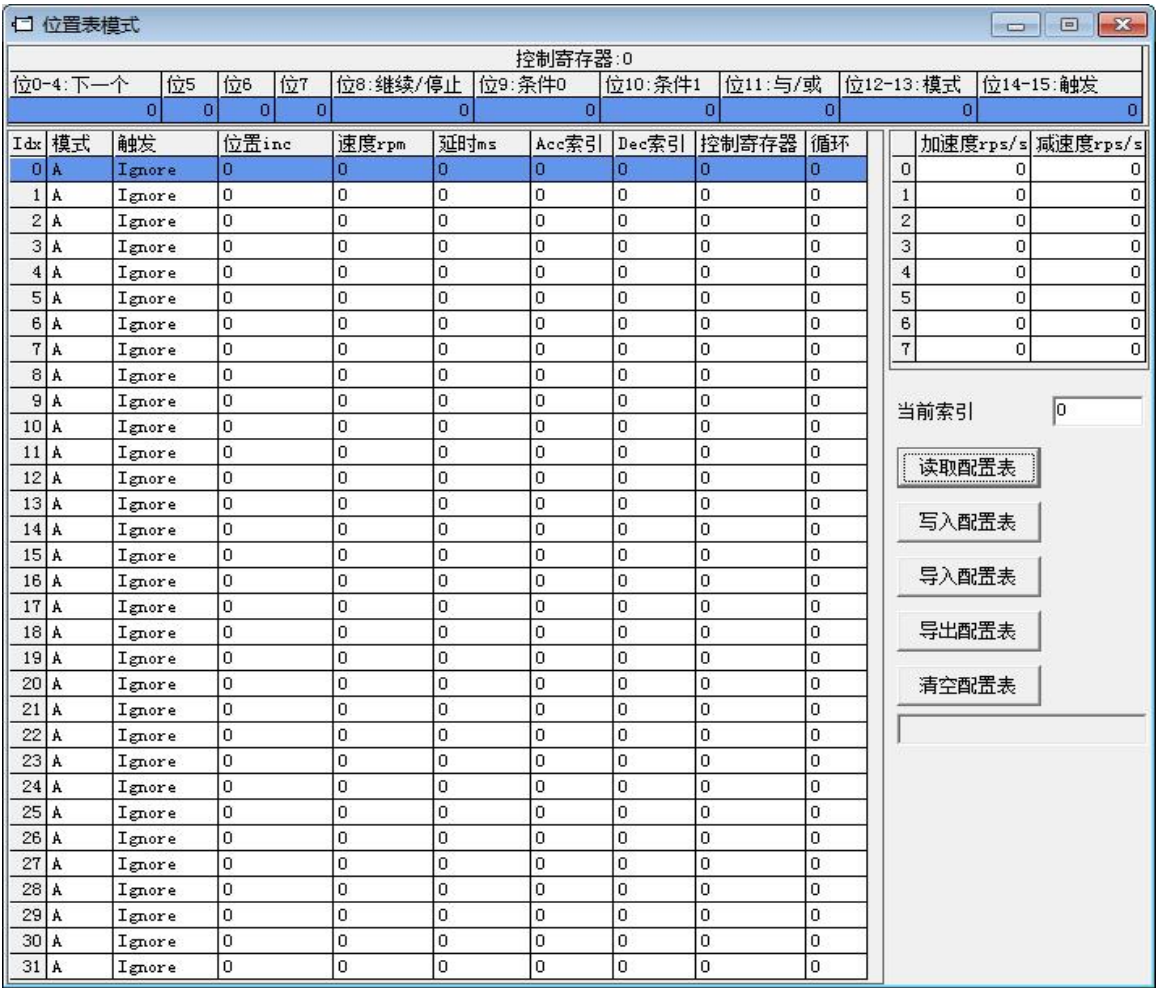 位置表模式
控制寄存器:0
位0-4:下一个 位5 位6 位7 位8:继续/停止 位9:条件0 位10:条件1 位11:与/或 位12-13:模式 位14-15:触发
0 0 0 0 0 0 0 0 0 0
Idx 模式 触发 位置inc 速度rpm 延时ms Acc索引 Dec索引 控制寄存器 循环 加速度rps/s 减速度rps/s
0 A Ignore 0 0 0 0 0 0 0 0 0 0
1 A Ignore 0 0 0 0 0 0 0 1 0 0
2 A Ignore 0 0 0 0 0 0 0 2 0 0
3 A Ignore 0 0 0 0 0 0 0 3 0 0
4 A Ignore 0 0 0 0 0 0 0 4 0 0
5 A Ignore 0 0 0 0 0 0 0 5 0 0
6 A Ignore 0 0 0 0 0 0 0 6 0 0
7 A Ignore 0 0 0 0 0 0 0 7 0 0
8 A Ignore 0 0 0 0 0 0 0
9 A Ignore 0 0 0 0 0 0 0
当前索引 0
10 A Ignore 0 0 0 0 0 0 0
11 A Ignore 0 0 0 0 0 0 0
读取配置表
12 A Ignore 0 0 0 0 0 0 0
13 A Ignore 0 0 0 0 0 0 0
写入配置表
14 A Ignore 0 0 0 0 0 0 0
15 A Ignore 0 0 0 0 0 0 0
导入配置表
16 A Ignore 0 0 0 0 0 0 0
17 A Ignore 0 0 0 0 0 0 0
18 A Ignore 0 0 0 0 0 0 0
导出配置表
19 A Ignore 0 0 0 0 0 0 0
20 A Ignore 0 0 0 0 0 0 0
清空配置表
21 A Ignore 0 0 0 0 0 0 0
22 A Ignore 0 0 0 0 0 0 0
23 A Ignore 0 0 0 0 0 0 0
24 A Ignore 0 0 0 0 0 0 0
25 A Ignore 0 0 0 0 0 0 0
26 A Ignore 0 0 0 0 0 0 0
27 A Ignore 0 0 0 0 0 0 0
28 A Ignore 0 0 0 0 0 0 0
29 A Ignore 0 0 0 0 0 0 0
30 A Ignore 0 0 0 0 0 0 0
31 A Ignore 0 0 0 0 0 0 0